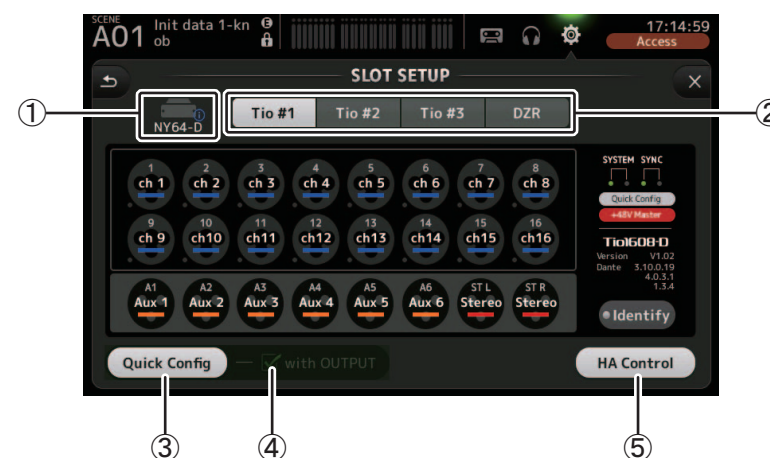 SCENE
A01 Init data 1-kn
ob
E
17:14:59
Access
SLOT SETUP
①
NY64-D
Tio #1 Tio #2 Tio #3 DZR
②
1 2 3 4 5 6 7 8
ch 1 ch 2 ch 3 ch 4 ch 5 ch 6 ch 7 ch 8
9 10 11 12 13 14 15 16
ch 9 ch10 ch11 ch12 ch13 ch14 ch15 ch16
A1 A2 A3 A4 A5 A6 ST L ST R
Aux 1 Aux 2 Aux 3 Aux 4 Aux 5 Aux 6 Stereo Stereo
SYSTEM SYNC
Quick Config
+48V Master
Tio1608-D
Version V1.02
Dante 3.10.0.19
4.0.3.1
1.3.4
Identify
Quick Config with OUTPUT HA Control
③ ④ ⑤